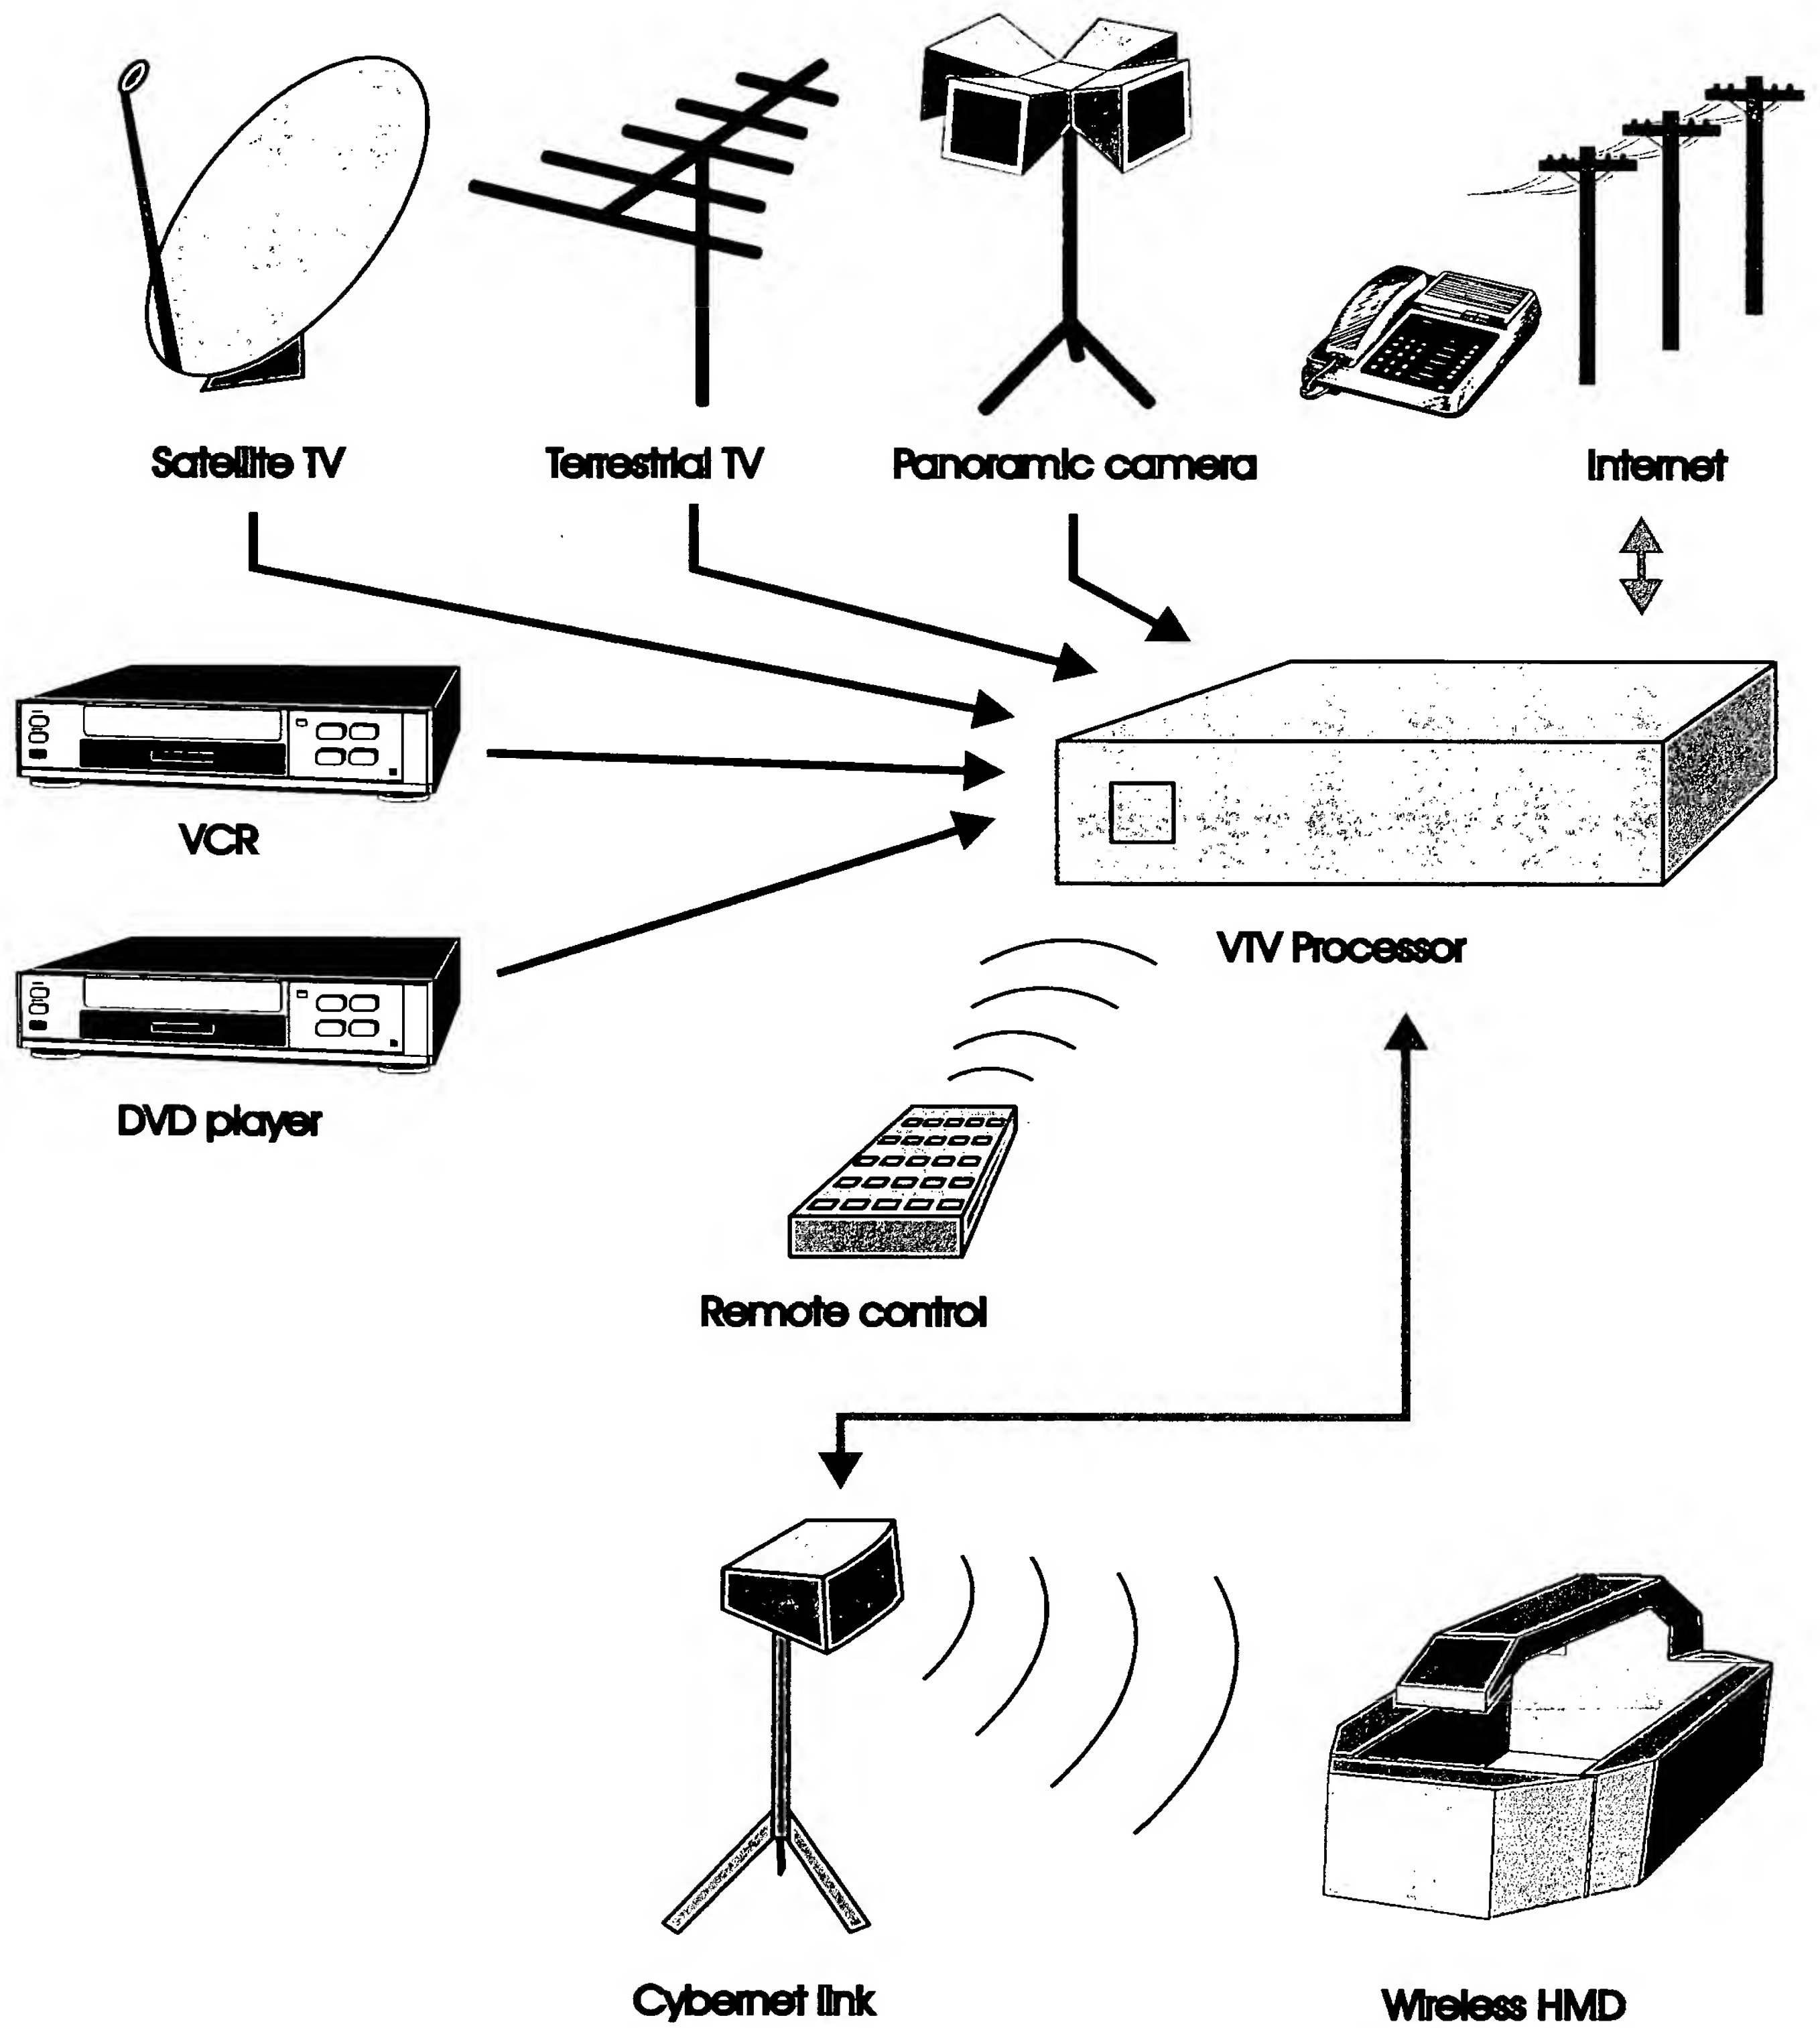 Satellite TV
Terrestrial TV
Panoramic camera
Internet
VCR
VTV Processor
DVD player
Remote control
Cybernet link
Wireless HMD